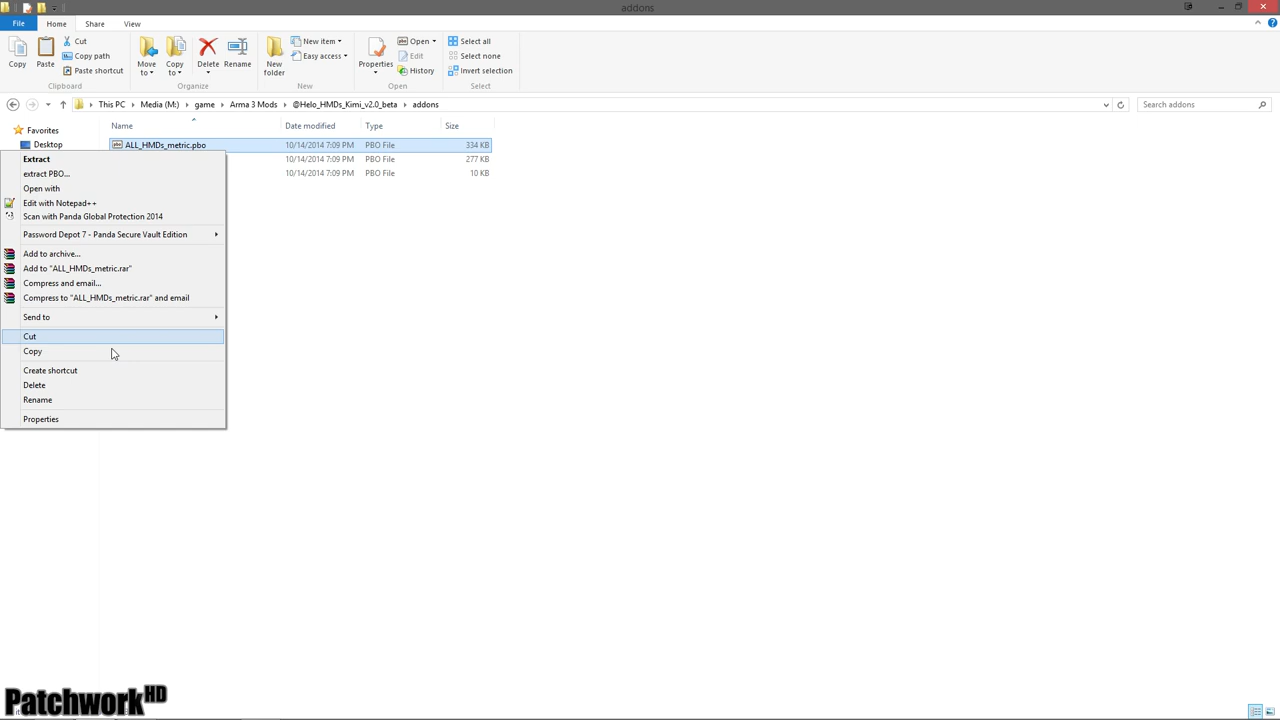 addons
File Home Share View
Copy Paste Cut Copy path Paste shortcut Move to▾ Copy to▾ Delete Rename New folder New item ▾ Easy access ▾ Properties Open ▾ Edit History Select all Select none Invert selection
Clipboard Organize New Open Select
This PC Media (M:) game Arma 3 Mods @Helo_HMDs_Kimi_v2.0_beta addons Search addons
Favorites Name Date modified Type Size
Desktop ALL_HMDs_metric.pbo 10/14/2014 7:09 PM PBO File 334 KB
10/14/2014 7:09 PM PBO File 277 KB
10/14/2014 7:09 PM PBO File 10 KB
Extract
extract PBO...
Open with
Edit with Notepad++
Scan with Panda Global Protection 2014
Password Depot 7 - Panda Secure Vault Edition
Add to archive...
Add to "ALL_HMDs_metric.rar"
Compress and email...
Compress to "ALL_HMDs_metric.rar" and email
Send to
Cut
Copy
Create shortcut
Delete
Rename
Properties
PatchworkHD